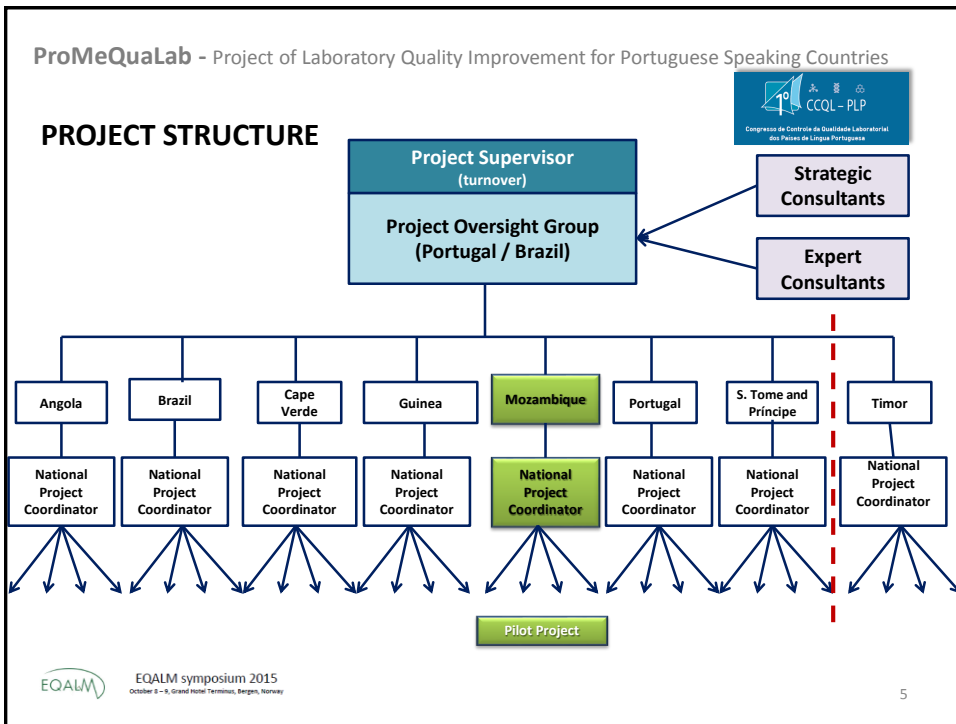 ProMeQuaLab - Project of Laboratory Quality Improvement for Portuguese Speaking Countries
1º
CCQL – PLP
Congresso de Controle da Qualidade Laboratorial
dos Países de Língua Portuguesa
PROJECT STRUCTURE
Project Supervisor
(turnover)
Project Oversight Group
(Portugal / Brazil)
Strategic
Consultants
Expert
Consultants
Angola
Brazil
Cape
Verde
Guinea
Mozambique
Portugal
S. Tome and
Príncipe
Timor
National
Project
Coordinator
National
Project
Coordinator
National
Project
Coordinator
National
Project
Coordinator
National
Project
Coordinator
National
Project
Coordinator
National
Project
Coordinator
National
Project
Coordinator
Pilot Project
EQALM
EQALM symposium 2015
October 8 – 9, Grand Hotel Terminus, Bergen, Norway
5